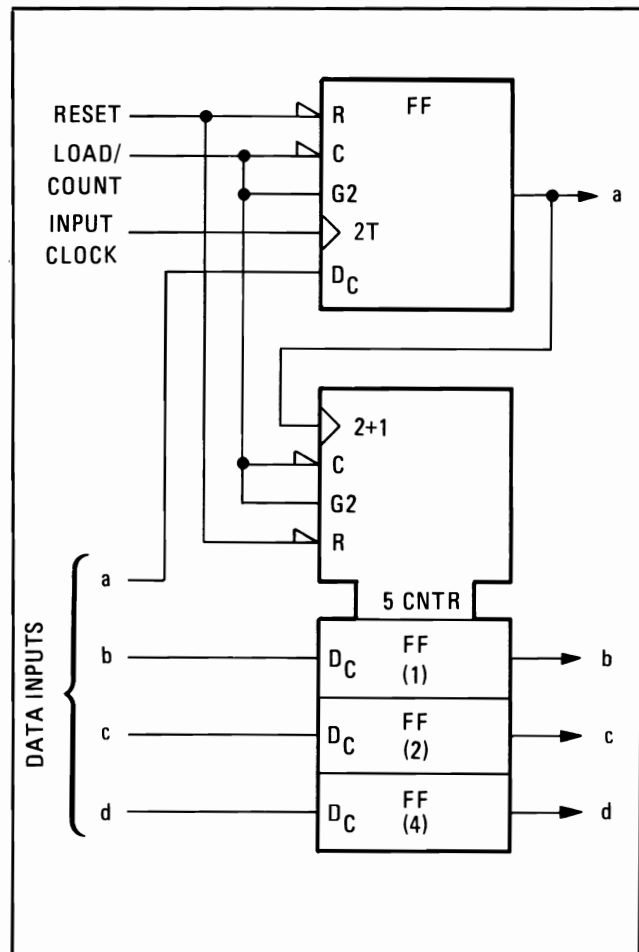 RESET
LOAD/
COUNT
INPUT
CLOCK
R
FF
C
G2
2T
DC
a
2+1
C
G2
R
5 CNTR
DATA INPUTS
a
b
c
d
DC
FF
(1)
b
DC
FF
(2)
c
DC
FF
(4)
d